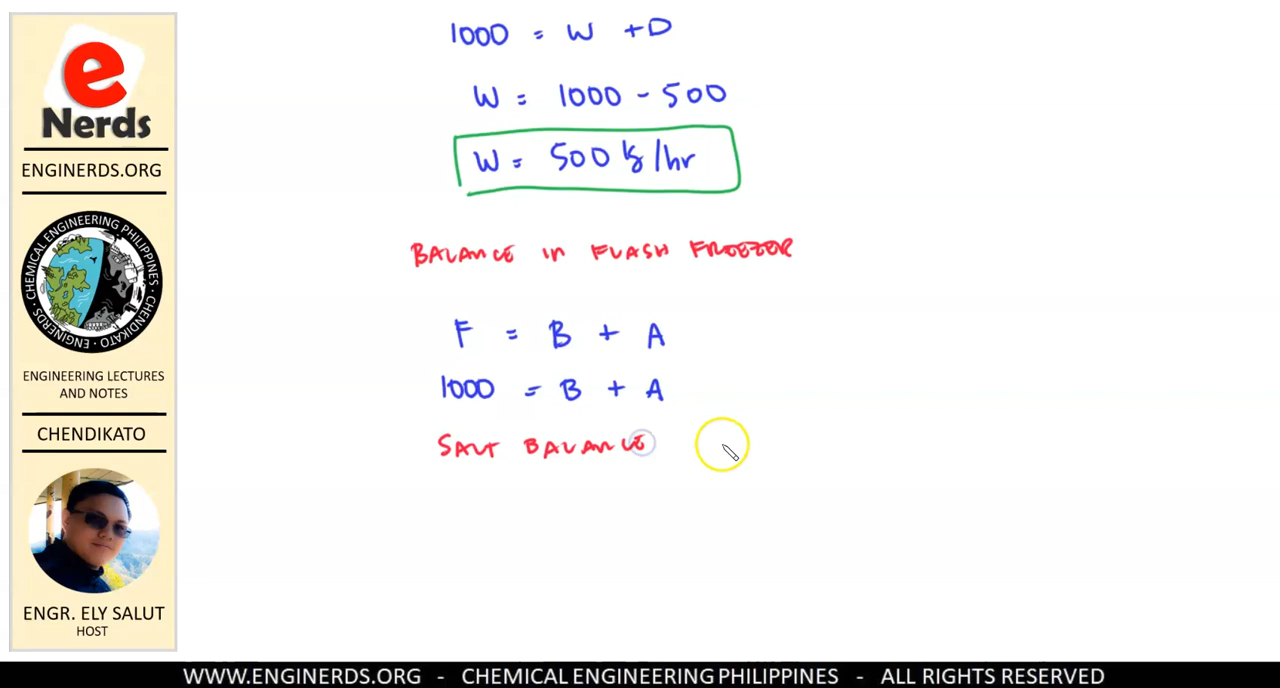 e
Nerds
ENGINERDS.ORG
CHEMICAL ENGINEERING PHILIPPINES
· CHENDIKATO · ENGINERDS ·
ENGINEERING LECTURES
AND NOTES
CHENDIKATO
ENGR. ELY SALUT
HOST
1000 = W + D
W = 1000 - 500
W = 500 kg/hr
BALANCE IN FLASH FREEZER
F = B + A
1000 = B + A
SALT BALANCE
WWW.ENGINERDS.ORG - CHEMICAL ENGINEERING PHILIPPINES - ALL RIGHTS RESERVED